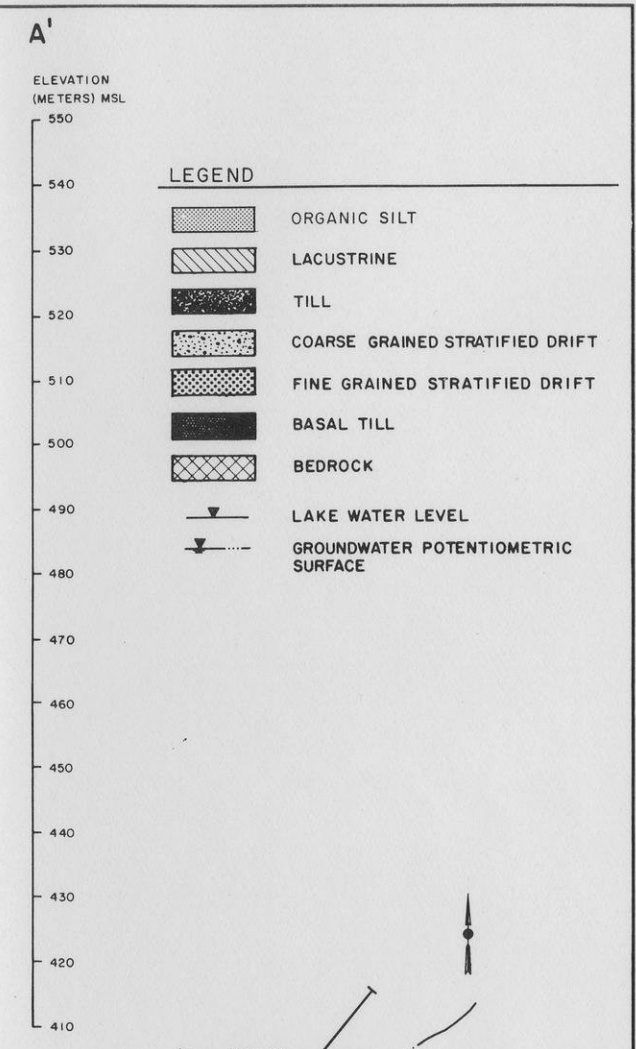 A'
ELEVATION
(METERS) MSL
550
LEGEND
540
ORGANIC SILT
530
LACUSTRINE
TILL
520
COARSE GRAINED STRATIFIED DRIFT
510
FINE GRAINED STRATIFIED DRIFT
BASAL TILL
500
BEDROCK
490
LAKE WATER LEVEL
GROUNDWATER POTENTIOMETRIC
SURFACE
480
470
460
450
440
430
420
410